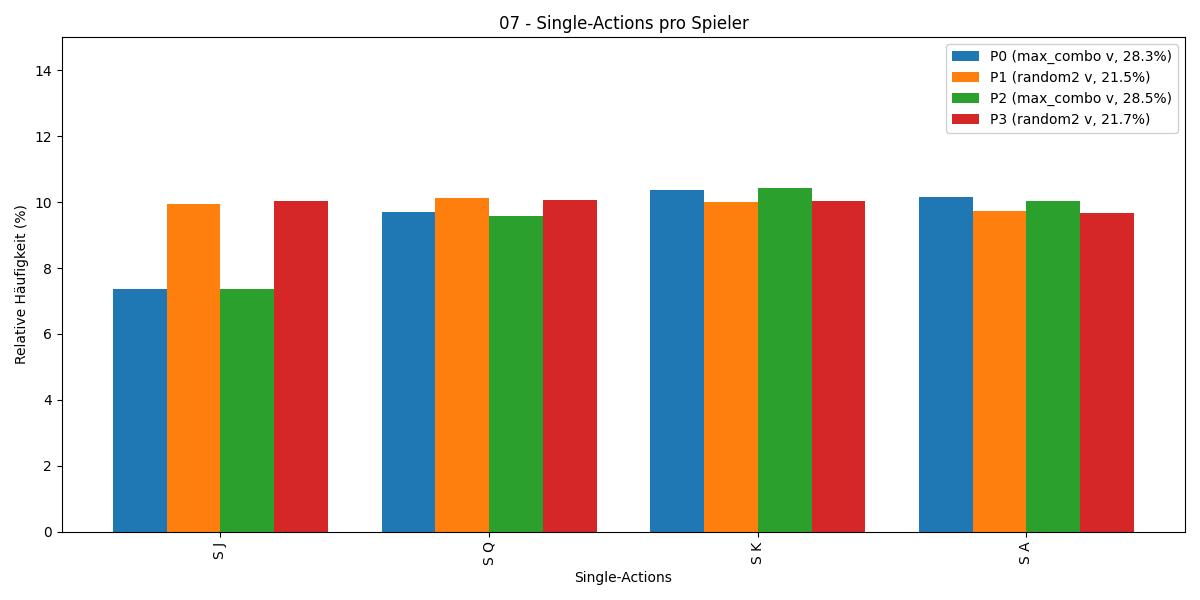 07 - Single-Actions pro Spieler
P0 (max_combo v, 28.3%)
P1 (random2 v, 21.5%)
P2 (max_combo v, 28.5%)
P3 (random2 v, 21.7%)
Relative Häufigkeit (%)
14
12
10
8
6
4
2
0
S J
S Q
S K
S A
Single-Actions